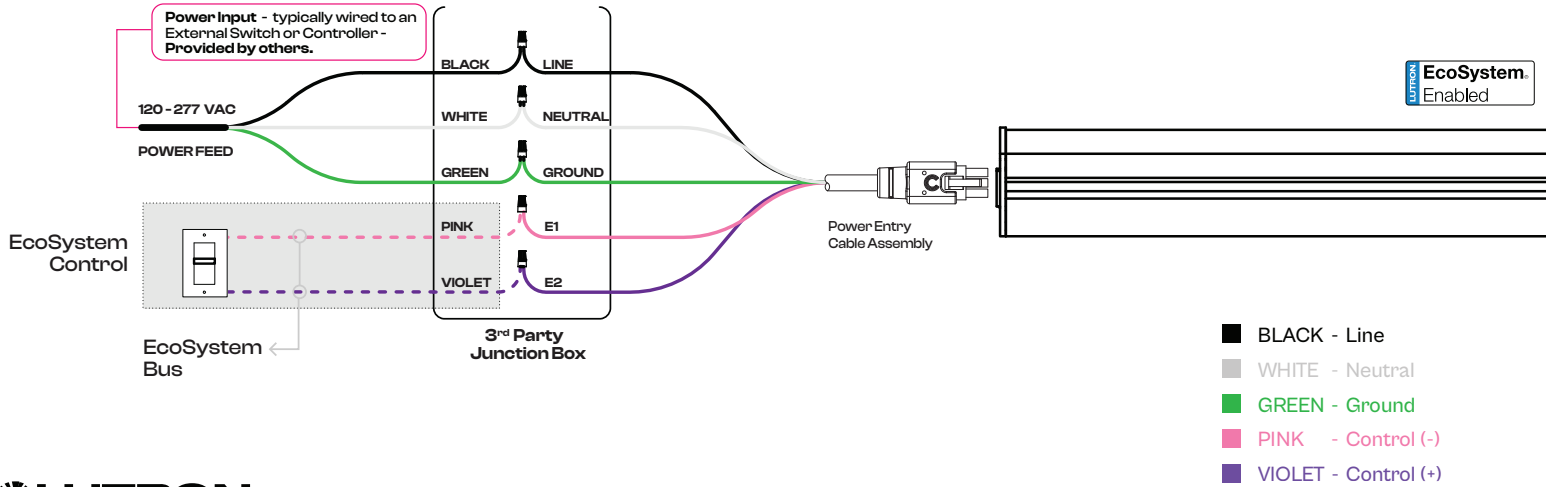 Power Input - typically wired to an
External Switch or Controller -
Provided by others.
120 - 277 VAC
POWER FEED
BLACK
LINE
WHITE
NEUTRAL
GREEN
GROUND
PINK
E1
VIOLET
E2
EcoSystem
Control
EcoSystem
Bus
3rd Party
Junction Box
Power Entry
Cable Assembly
C
LUTRON
EcoSystem®
Enabled
BLACK - Line
WHITE - Neutral
GREEN - Ground
PINK - Control (-)
VIOLET - Control (+)
LUTRON